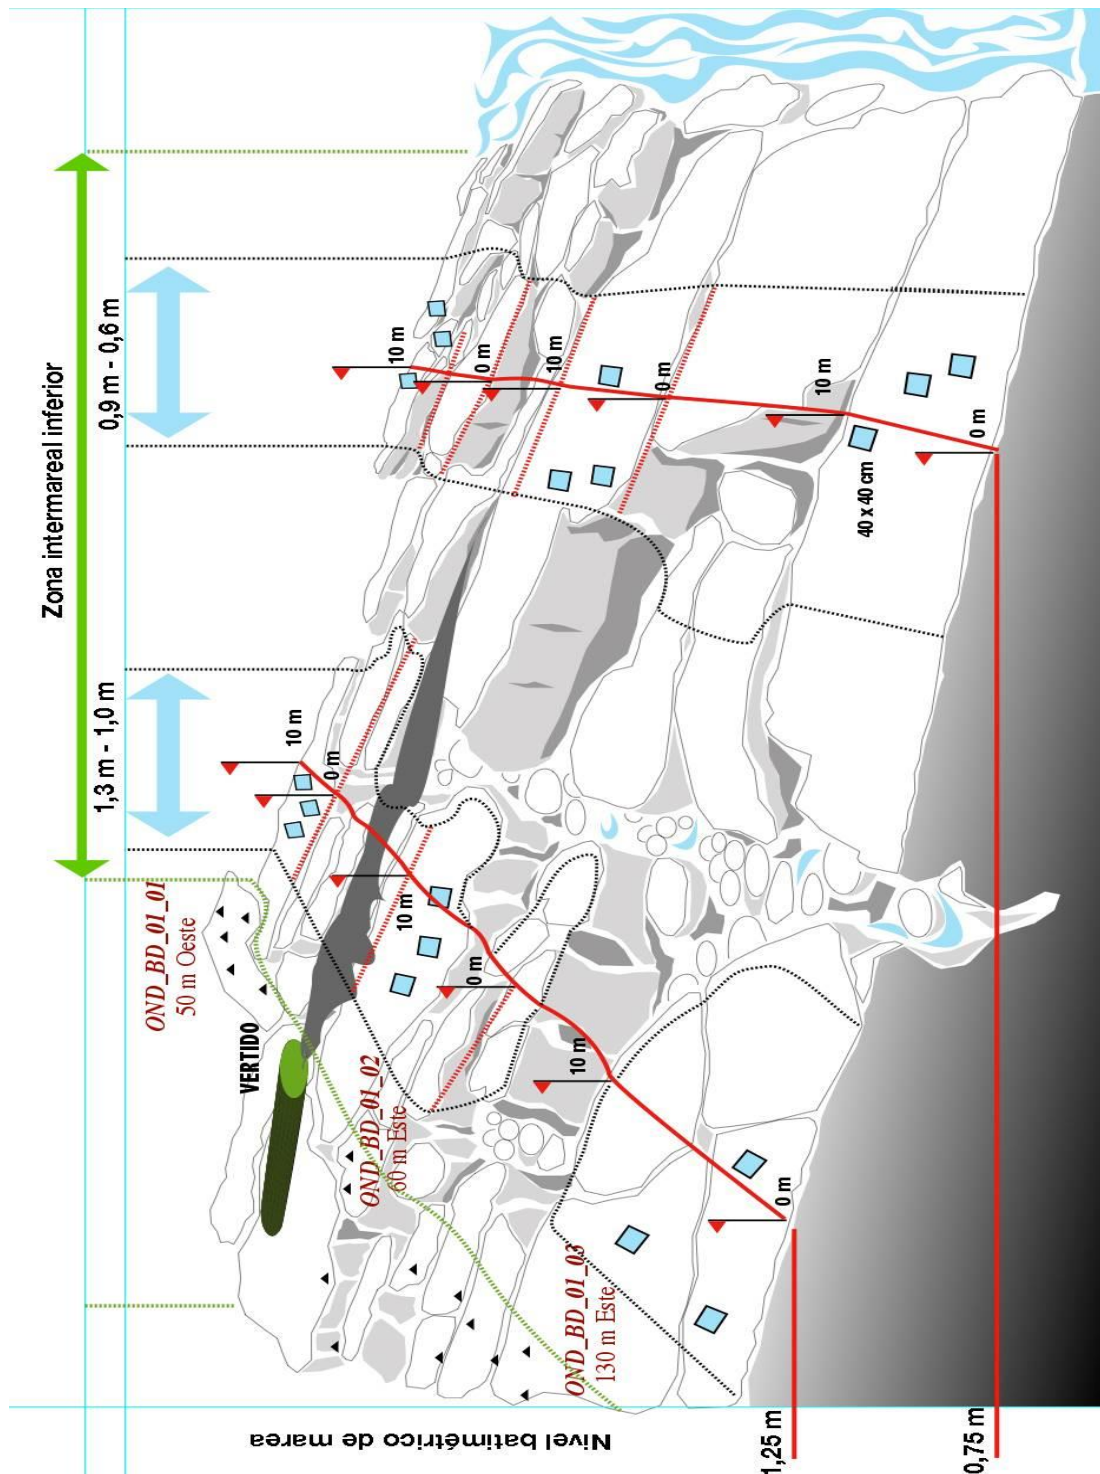 Zona intermareal inferior
1,3 m - 1,0 m
0,9 m - 0,6 m
OND_BD_01_01
50 m Oeste
VERTIDO
OND_BD_01_02
60 m Este
OND_BD_01_03
130 m Este
10 m
0 m
10 m
0 m
10 m
0 m
10 m
0 m
10 m
0 m
10 m
0 m
40 x 40 cm
Nivel batimétrico de marea
1,25 m
0,75 m